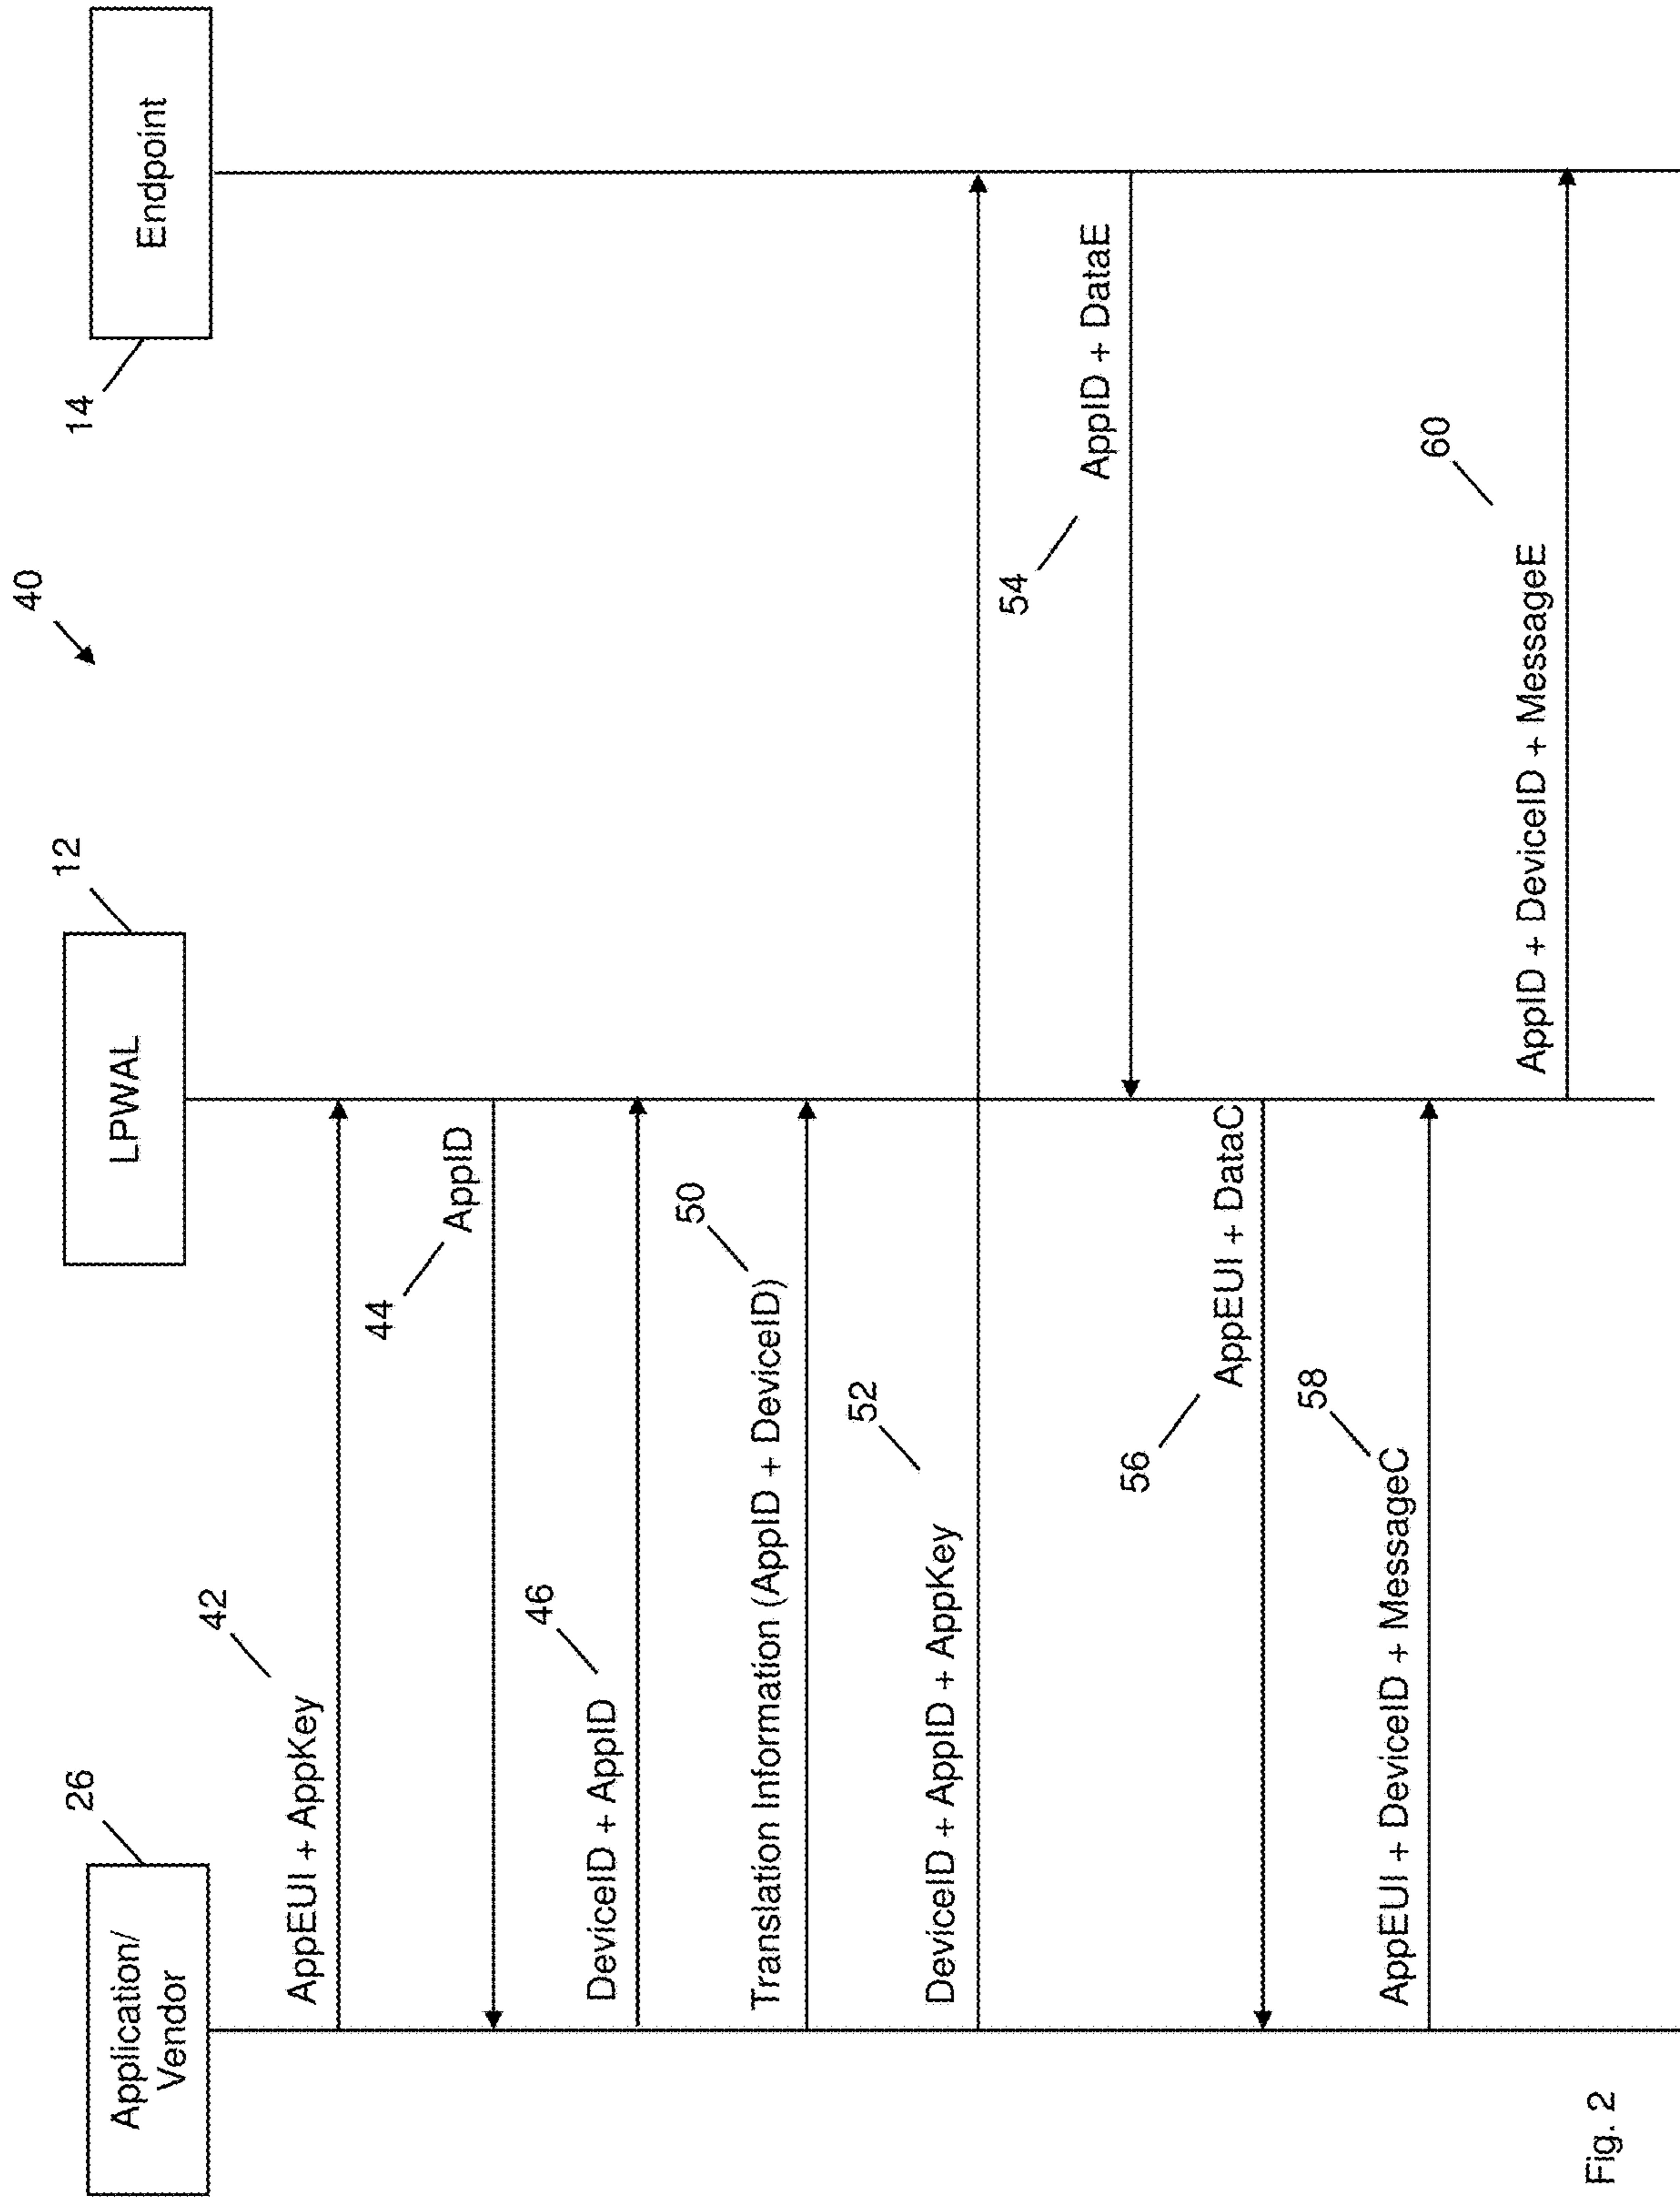 40
26
12
14
Application/
Vendor
LPWAL
Endpoint
42
AppEUI + AppKey
44
AppID
46
DeviceID + AppID
50
Translation Information (AppID + DeviceID)
52
DeviceID + AppID + AppKey
54
AppID + DataE
56
AppEUI + DataC
58
AppEUI + DeviceID + MessageC
60
AppID + DeviceID + MessageE
Fig. 2